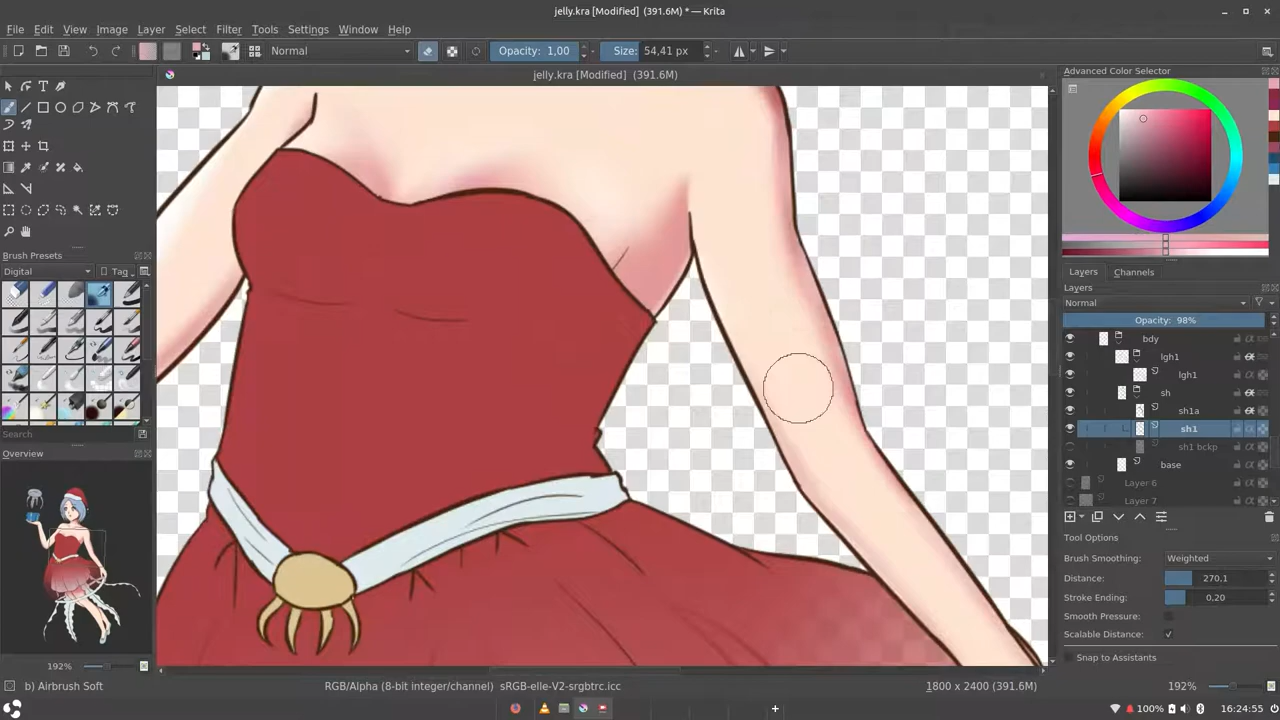 jelly.kra [Modified] (391.6M) * — Krita
File Edit View Image Layer Select Filter Tools Settings Window Help
Normal
Opacity: 1,00
Size: 54,41 px
jelly.kra [Modified] (391.6M)
Advanced Color Selector
Layers Channels
Layers
Normal
Opacity: 98%
bdy
lgh1
lgh1
sh
sh1a
sh1
sh1 bckp
base
Layer 6
Layer 7
Tool Options
Brush Smoothing: Weighted
Distance: 270,1
Stroke Ending: 0,20
Smooth Pressure:
Scalable Distance:
Snap to Assistants
Brush Presets
Digital
Tag
Search
Overview
192%
b) Airbrush Soft
RGB/Alpha (8-bit integer/channel) sRGB-elle-V2-srgbtrc.icc
1800 x 2400 (391.6M)
192%
100%
16:24:55